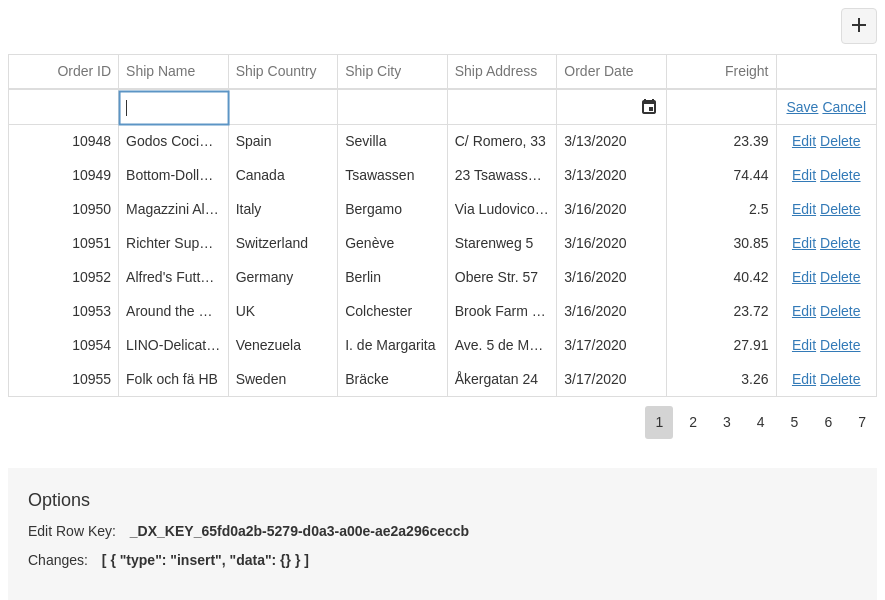 Order ID Ship Name Ship Country Ship City Ship Address Order Date Freight
Save Cancel
10948 Godos Coci… Spain Sevilla C/ Romero, 33 3/13/2020 23.39 Edit Delete
10949 Bottom-Doll… Canada Tsawassen 23 Tsawass… 3/13/2020 74.44 Edit Delete
10950 Magazzini Al… Italy Bergamo Via Ludovico… 3/16/2020 2.5 Edit Delete
10951 Richter Sup… Switzerland Genève Starenweg 5 3/16/2020 30.85 Edit Delete
10952 Alfred's Futt… Germany Berlin Obere Str. 57 3/16/2020 40.42 Edit Delete
10953 Around the … UK Colchester Brook Farm … 3/16/2020 23.72 Edit Delete
10954 LINO-Delicat… Venezuela I. de Margarita Ave. 5 de M… 3/17/2020 27.91 Edit Delete
10955 Folk och fä HB Sweden Bräcke Åkergatan 24 3/17/2020 3.26 Edit Delete
1 2 3 4 5 6 7
Options
Edit Row Key: _DX_KEY_65fd0a2b-5279-d0a3-a00e-ae2a296ceccb
Changes: [ { "type": "insert", "data": {} } ]